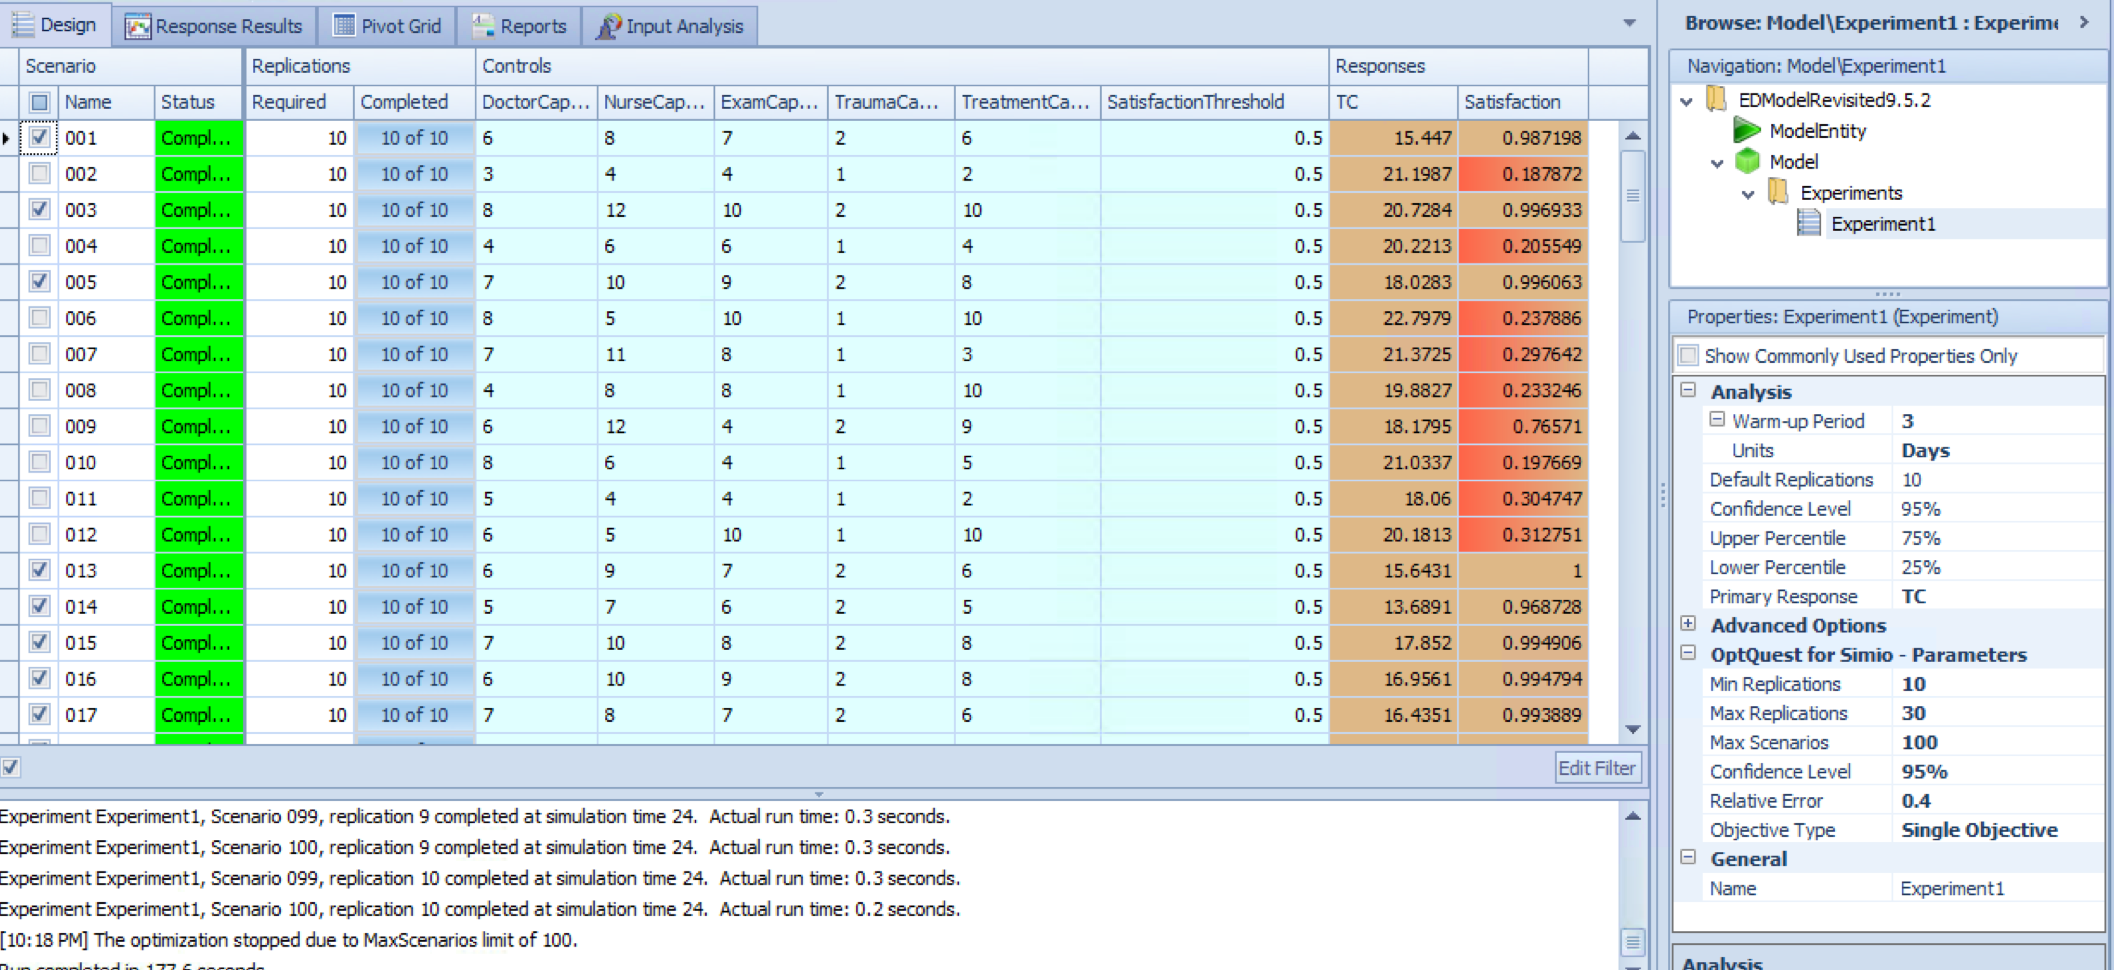 Design Response Results Pivot Grid Reports Input Analysis
Scenario Replications Controls Responses
Name Status Required Completed DoctorCap... NurseCap... ExamCap... TraumaCa... TreatmentCa... SatisfactionThreshold TC Satisfaction
001 Compl... 10 10 of 10 6 8 7 2 6 0.5 15.447 0.987198
002 Compl... 10 10 of 10 3 4 4 1 2 0.5 21.1987 0.187872
003 Compl... 10 10 of 10 8 12 10 2 10 0.5 20.7284 0.996933
004 Compl... 10 10 of 10 4 6 6 1 4 0.5 20.2213 0.205549
005 Compl... 10 10 of 10 7 10 9 2 8 0.5 18.0283 0.996063
006 Compl... 10 10 of 10 8 5 10 1 10 0.5 22.7979 0.237886
007 Compl... 10 10 of 10 7 11 8 1 3 0.5 21.3725 0.297642
008 Compl... 10 10 of 10 4 8 8 1 10 0.5 19.8827 0.233246
009 Compl... 10 10 of 10 6 12 4 2 9 0.5 18.1795 0.76571
010 Compl... 10 10 of 10 8 6 4 1 5 0.5 21.0337 0.197669
011 Compl... 10 10 of 10 5 4 4 1 2 0.5 18.06 0.304747
012 Compl... 10 10 of 10 6 5 10 1 10 0.5 20.1813 0.312751
013 Compl... 10 10 of 10 6 9 7 2 6 0.5 15.6431 1
014 Compl... 10 10 of 10 5 7 6 2 5 0.5 13.6891 0.968728
015 Compl... 10 10 of 10 7 10 8 2 8 0.5 17.852 0.994906
016 Compl... 10 10 of 10 6 10 9 2 8 0.5 16.9561 0.994794
017 Compl... 10 10 of 10 7 8 7 2 6 0.5 16.4351 0.993889
Edit Filter
Experiment Experiment1, Scenario 099, replication 9 completed at simulation time 24. Actual run time: 0.3 seconds.
Experiment Experiment1, Scenario 100, replication 9 completed at simulation time 24. Actual run time: 0.3 seconds.
Experiment Experiment1, Scenario 099, replication 10 completed at simulation time 24. Actual run time: 0.3 seconds.
Experiment Experiment1, Scenario 100, replication 10 completed at simulation time 24. Actual run time: 0.2 seconds.
[10:18 PM] The optimization stopped due to MaxScenarios limit of 100.
Run completed in 177.6 seconds
Browse: Model\Experiment1 : Experime
Navigation: Model\Experiment1
EDModelRevisited9.5.2
ModelEntity
Model
Experiments
Experiment1
Properties: Experiment1 (Experiment)
Show Commonly Used Properties Only
Analysis
Warm-up Period 3
Units Days
Default Replications 10
Confidence Level 95%
Upper Percentile 75%
Lower Percentile 25%
Primary Response TC
Advanced Options
OptQuest for Simio - Parameters
Min Replications 10
Max Replications 30
Max Scenarios 100
Confidence Level 95%
Relative Error 0.4
Objective Type Single Objective
General
Name Experiment1
Analysis